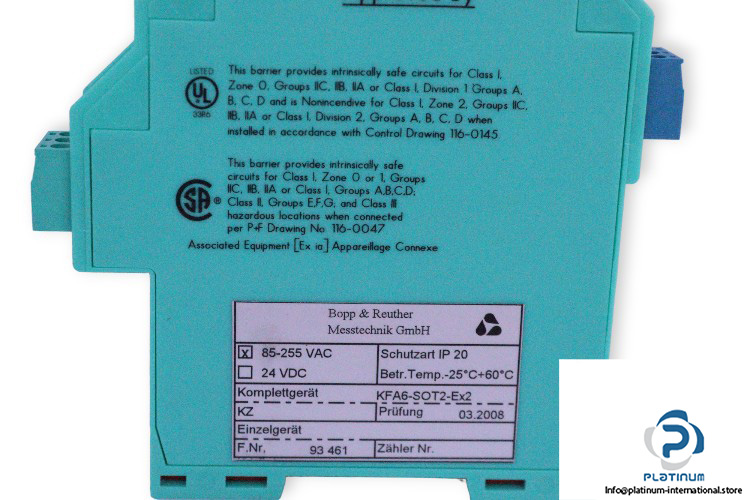 LISTED
UL
33R6
This barrier provides intrinsically safe circuits for Class I,
Zone 0, Groups IIC, IIB, IIA or Class I, Division 1 Groups A,
B, C, D and is Nonincendive for Class I, Zone 2, Groups IIC,
IIB, IIA or Class I, Division 2, Groups A, B, C, D when
installed in accordance with Control Drawing 116-0145
This barrier provides intrinsically safe
circuits for Class I, Zone 0 or 1, Groups
IIC, IIB, IIA or Class I, Groups A,B,C,D;
Class II, Groups E,F,G; and Class III
hazardous locations when connected
per P+F Drawing No. 116-0047
SA ®
Associated Equipment [Ex ia] Appareillage Connexe
Bopp & Reuther
Messtechnik GmbH
x 85-255 VAC
Schutzart IP 20
24 VDC
Betr.Temp.-25°C+60°C
Komplettgerät
KFA6-SOT2-Ex2
KZ
Prüfung 03.2008
Einzelgerät
F.Nr, 93 461
Zähler Nr.
PLATINUM
Info@platinum-international.store